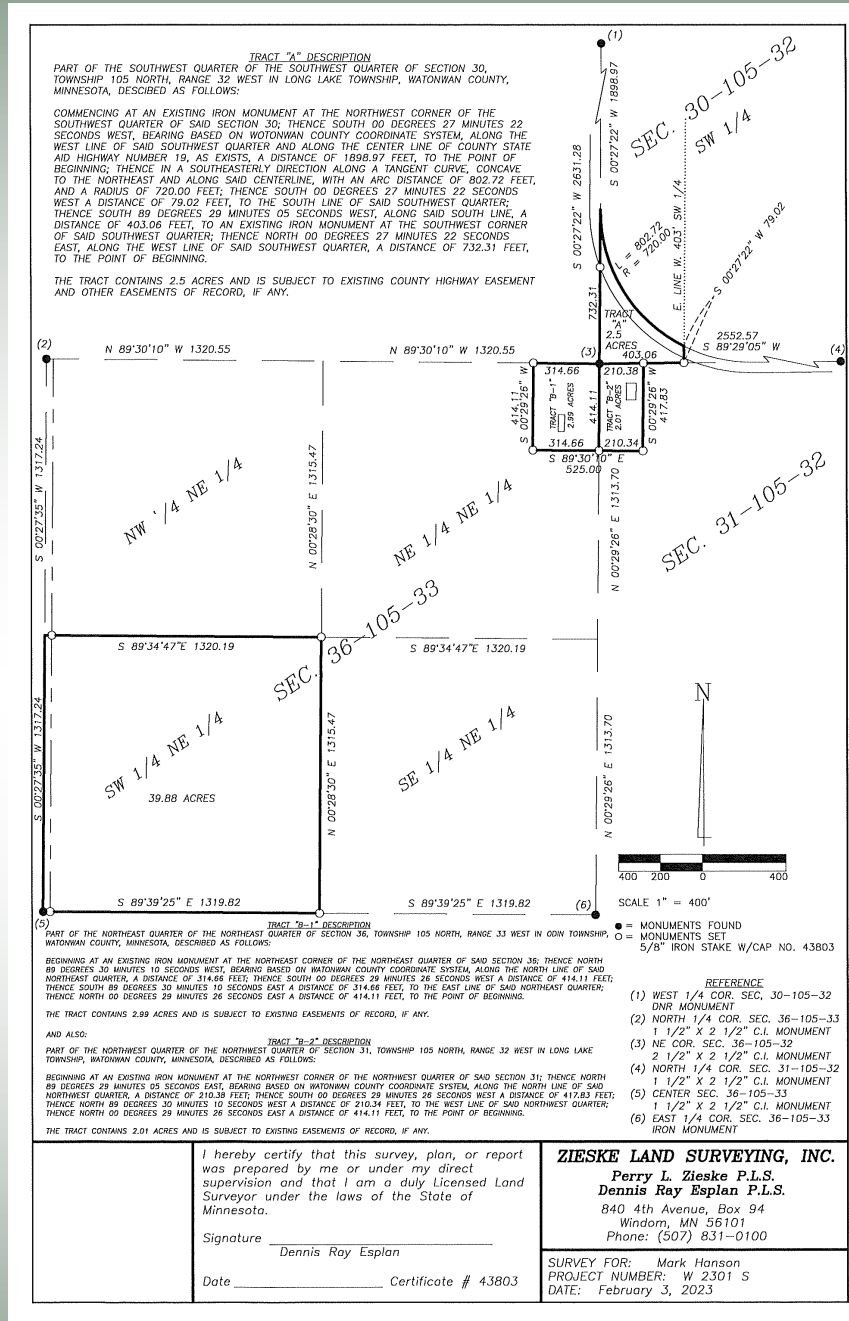 TRACT "A" DESCRIPTION
PART OF THE SOUTHWEST QUARTER OF THE SOUTHWEST QUARTER OF SECTION 30,
TOWNSHIP 105 NORTH, RANGE 32 WEST IN LONG LAKE TOWNSHIP, WATONWAN COUNTY,
MINNESOTA, DESCIBED AS FOLLOWS:
COMMENCING AT AN EXISTING IRON MONUMENT AT THE NORTHWEST CORNER OF THE
SOUTHWEST QUARTER OF SAID SECTION 30; THENCE SOUTH 00 DEGREES 27 MINUTES 22
SECONDS WEST, BEARING BASED ON WOTONWAN COUNTY COORDINATE SYSTEM, ALONG THE
WEST LINE OF SAID SOUTHWEST QUARTER AND ALONG THE CENTER LINE OF COUNTY STATE
AID HIGHWAY NUMBER 19, AS EXISTS, A DISTANCE OF 1898.97 FEET, TO THE POINT OF
BEGINNING; THENCE IN A SOUTHEASTERLY DIRECTION ALONG A TANGENT CURVE, CONCAVE
TO THE NORTHEAST AND ALONG SAID CENTERLINE, WITH AN ARC DISTANCE OF 802.72 FEET,
AND A RADIUS OF 720.00 FEET; THENCE SOUTH 00 DEGREES 27 MINUTES 22 SECONDS
WEST A DISTANCE OF 79.02 FEET, TO THE SOUTH LINE OF SAID SOUTHWEST QUARTER;
THENCE SOUTH 89 DEGREES 29 MINUTES 05 SECONDS WEST, ALONG SAID SOUTH LINE, A
DISTANCE OF 403.06 FEET, TO AN EXISTING IRON MONUMENT AT THE SOUTHWEST CORNER
OF SAID SOUTHWEST QUARTER; THENCE NORTH 00 DEGREES 27 MINUTES 22 SECONDS
EAST, ALONG THE WEST LINE OF SAID SOUTHWEST QUARTER, A DISTANCE OF 732.31 FEET,
TO THE POINT OF BEGINNING.
THE TRACT CONTAINS 2.5 ACRES AND IS SUBJECT TO EXISTING COUNTY HIGHWAY EASEMENT
AND OTHER EASEMENTS OF RECORD, IF ANY.
(1)
S 00°27'22" W 1898.97
S 00°27'22" W 2631.28
SEC. 30-105-32
SW 1/4
L = 802.72
R = 720.00
E. LINE W. 403' SW 1/4
S 00°27'22" W 79.02
732.31
TRACT
"A"
2.5
ACRES
403.06
2552.57
S 89°29'05" W
(4)
(2)
N 89°30'10" W 1320.55
N 89°30'10" W 1320.55
(3)
314.66
210.38
414.11
S 00°29'26" W
TRACT "B-1"
2.99 ACRES
414.11
TRACT "B-2"
2.01 ACRES
S 00°29'26" W
417.83
314.66
210.34
S 89°30'10" E
525.00
S 00°27'35" W 1317.24
NW 1/4 NE 1/4
N 00°28'30" E 1315.47
NE 1/4 NE 1/4
N 00°29'26" E 1313.70
SEC. 31-105-32
S 89°34'47"E 1320.19
S 89°34'47"E 1320.19
SEC. 36-105-33
S 00°27'35" W 1317.24
SW 1/4 NE 1/4
39.88 ACRES
N 00°28'30" E 1315.47
SE 1/4 NE 1/4
N 00°29'26" E 1313.70
N
400 200 0 400
SCALE 1" = 400'
S 89°39'25" E 1319.82
S 89°39'25" E 1319.82
(5)
(6)
= MONUMENTS FOUND
= MONUMENTS SET
5/8" IRON STAKE W/CAP NO. 43803
TRACT "B-1" DESCRIPTION
PART OF THE NORTHEAST QUARTER OF THE NORTHEAST QUARTER OF SECTION 36, TOWNSHIP 105 NORTH, RANGE 33 WEST IN ODIN TOWNSHIP,
WATONWAN COUNTY, MINNESOTA, DESCRIBED AS FOLLOWS:
BEGINNING AT AN EXISTING IRON MONUMENT AT THE NORTHEAST CORNER OF THE NORTHEAST QUARTER OF SAID SECTION 36; THENCE NORTH
89 DEGREES 30 MINUTES 10 SECONDS WEST, BEARING BASED ON WATONWAN COUNTY COORDINATE SYSTEM, ALONG THE NORTH LINE OF SAID
NORTHEAST QUARTER, A DISTANCE OF 314.66 FEET; THENCE SOUTH 00 DEGREES 29 MINUTES 26 SECONDS WEST A DISTANCE OF 414.11 FEET;
THENCE SOUTH 89 DEGREES 30 MINUTES 10 SECONDS EAST A DISTANCE OF 314.66 FEET, TO THE EAST LINE OF SAID NORTHEAST QUARTER;
THENCE NORTH 00 DEGREES 29 MINUTES 26 SECONDS EAST A DISTANCE OF 414.11 FEET, TO THE POINT OF BEGINNING.
THE TRACT CONTAINS 2.99 ACRES AND IS SUBJECT TO EXISTING EASEMENTS OF RECORD, IF ANY.
AND ALSO:
TRACT "B-2" DESCRIPTION
PART OF THE NORTHWEST QUARTER OF THE NORTHWEST QUARTER OF SECTION 31, TOWNSHIP 105 NORTH, RANGE 32 WEST IN LONG LAKE
TOWNSHIP, WATONWAN COUNTY, MINNESOTA, DESCRIBED AS FOLLOWS:
BEGINNING AT AN EXISTING IRON MONUMENT AT THE NORTHWEST CORNER OF THE NORTHWEST QUARTER OF SAID SECTION 31; THENCE NORTH
89 DEGREES 29 MINUTES 05 SECONDS EAST, BEARING BASED ON WATONWAN COUNTY COORDINATE SYSTEM, ALONG THE NORTH LINE OF SAID
NORTHWEST QUARTER, A DISTANCE OF 210.38 FEET; THENCE SOUTH 00 DEGREES 29 MINUTES 26 SECONDS WEST A DISTANCE OF 417.83 FEET;
THENCE NORTH 89 DEGREES 30 MINUTES 10 SECONDS WEST A DISTANCE OF 210.34 FEET, TO THE WEST LINE OF SAID NORTHWEST QUARTER;
THENCE NORTH 00 DEGREES 29 MINUTES 26 SECONDS EAST A DISTANCE OF 414.11 FEET, TO THE POINT OF BEGINNING.
THE TRACT CONTAINS 2.01 ACRES AND IS SUBJECT TO EXISTING EASEMENTS OF RECORD, IF ANY.
REFERENCE
(1) WEST 1/4 COR. SEC, 30-105-32
DNR MONUMENT
(2) NORTH 1/4 COR. SEC. 36-105-33
1 1/2" X 2 1/2" C.I. MONUMENT
(3) NE COR. SEC. 36-105-32
2 1/2" X 2 1/2" C.I. MONUMENT
(4) NORTH 1/4 COR. SEC. 31-105-32
1 1/2" X 2 1/2" C.I. MONUMENT
(5) CENTER SEC. 36-105-33
1 1/2" X 2 1/2" C.I. MONUMENT
(6) EAST 1/4 COR. SEC. 36-105-33
IRON MONUMENT
I hereby certify that this survey, plan, or report
was prepared by me or under my direct
supervision and that I am a duly Licensed Land
Surveyor under the laws of the State of
Minnesota.
Signature
Dennis Ray Esplan
Date Certificate # 43803
ZIESKE LAND SURVEYING, INC.
Perry L. Zieske P.L.S.
Dennis Ray Esplan P.L.S.
840 4th Avenue, Box 94
Windom, MN 56101
Phone: (507) 831-0100
SURVEY FOR: Mark Hanson
PROJECT NUMBER: W 2301 S
DATE: February 3, 2023